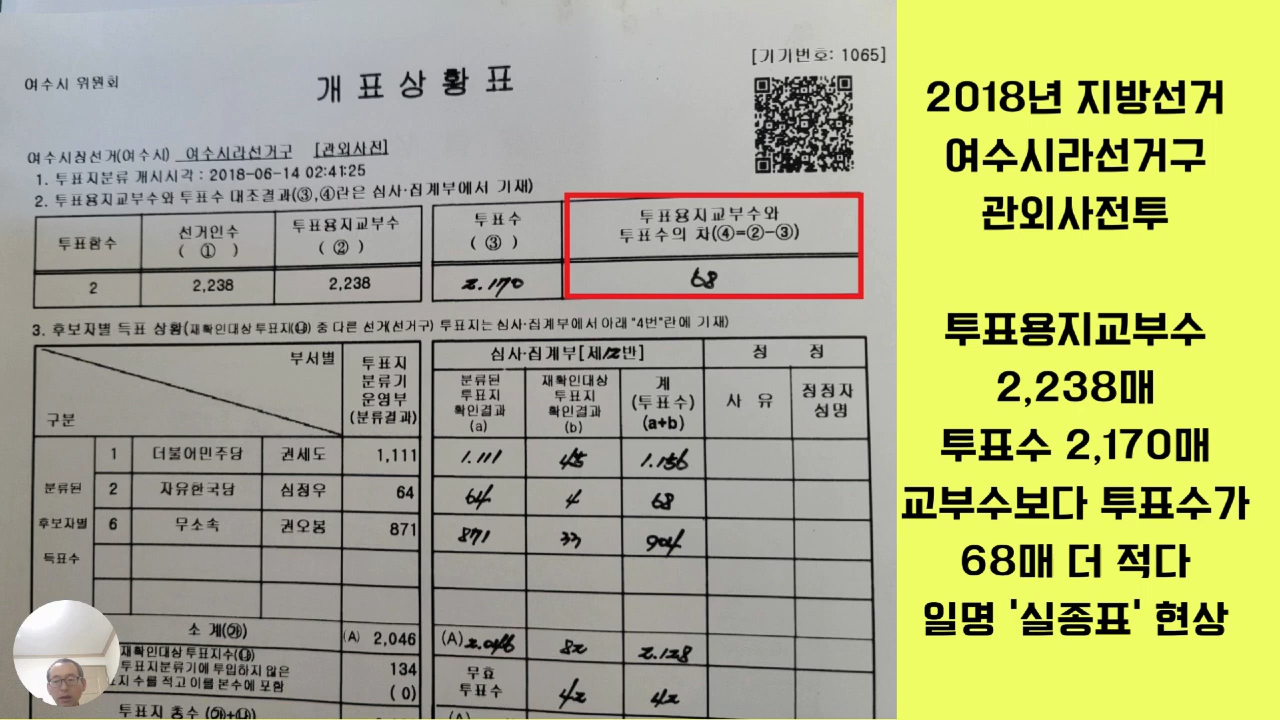 [기기번호: 1065]
여수시 위원회
개 표 상 황 표
여수시장선거(여수시) 여수시라선거구 [관외사전]
1. 투표지분류 개시시각 : 2018-06-14 02:41:25
2. 투표용지교부수와 투표수 대조결과(③,④란은 심사·집계부에서 기재)
투표함수 선거인수 ( ① ) 투표용지교부수 ( ② ) 투표수 ( ③ ) 투표용지교부수와 투표수의 차(④=②-③)
2 2,238 2,238 2.170 68
3. 후보자별 득표 상황(재확인대상 투표지(㉯) 중 다른 선거(선거구) 투표지는 심사·집계부에서 아래 "4번"란에 기재)
부서별 구분 투표지 분류기 운영부 (분류결과) 심사·집계부[제12반] 정 정
분류된 투표지 확인결과 (a) 재확인대상 투표지 확인결과 (b) 계 (투표수) (a+b) 사 유 정정자 성명
분류된 후보자별 득표수
1 더불어민주당 권세도 1,111 1.111 45 1.156
2 자유한국당 심정우 64 64 4 68
6 무소속 권오봉 871 871 33 904
소 계(㉮) (A) 2,046 (A) 2.046 82 2.128
재확인대상 투표지수(㉯) 134
투표지분류기에 투입하지 않은
지 수를 적고 이를 본수에 포함 ( 0)
무효 투표수 42 42
투표지 총수 (㉮+㉯)
(A)
2018년 지방선거
여수시라선거구
관외사전투
투표용지교부수
2,238매
투표수 2,170매
교부수보다 투표수가
68매 더 적다
일명 '실종표' 현상